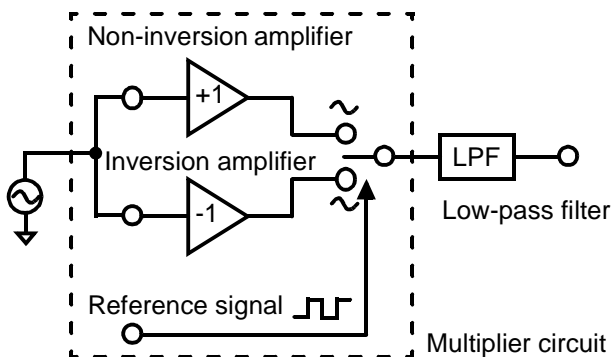 Non-inversion amplifier
+1
Inversion amplifier
LPF
-1
Low-pass filter
Reference signal
Multiplier circuit